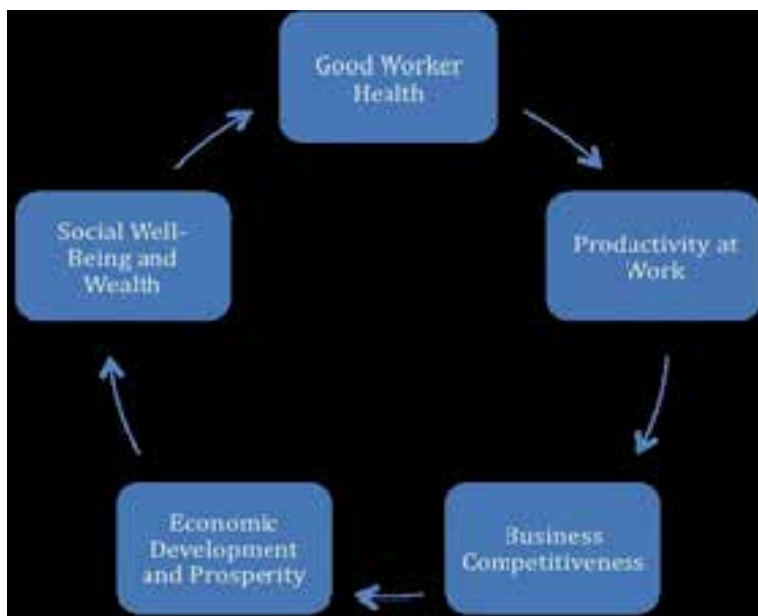 Good Worker
Health
Productivity at
Work
Business
Competitiveness
Economic
Development
and Prosperity
Social Well-
Being and
Wealth